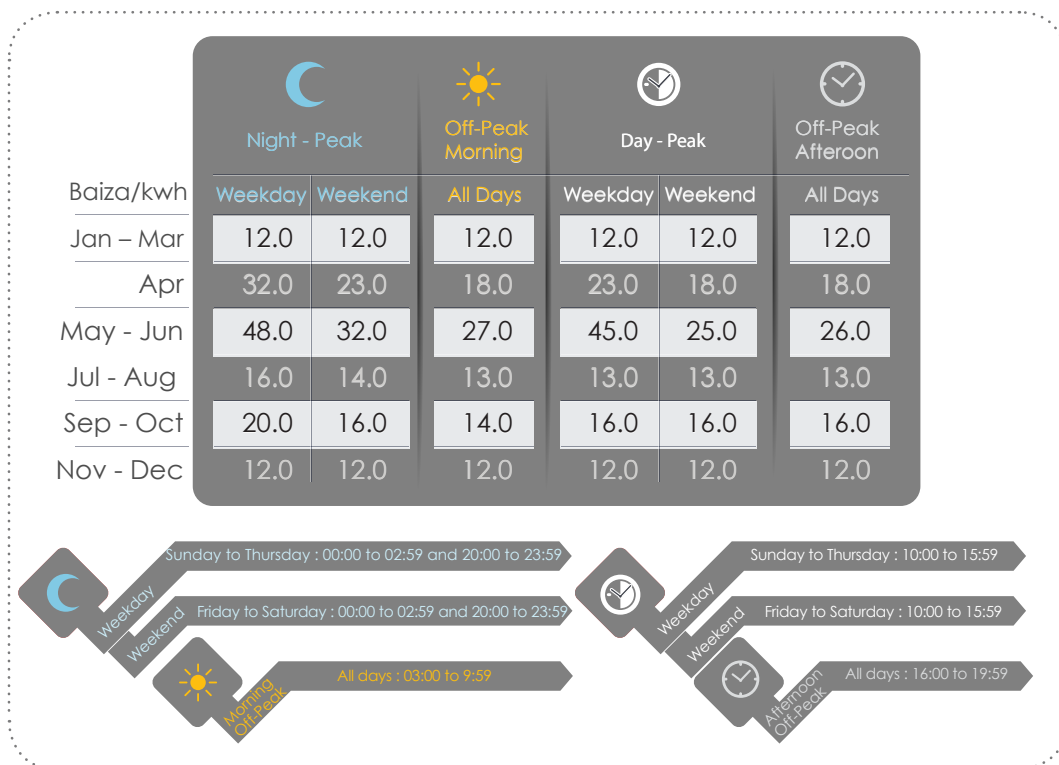 Night - Peak
Off-Peak
Morning
Day - Peak
Off-Peak
Afteroon
Baiza/kwh Weekday Weekend All Days Weekday Weekend All Days
Jan – Mar 12.0 12.0 12.0 12.0 12.0 12.0
Apr 32.0 23.0 18.0 23.0 18.0 18.0
May - Jun 48.0 32.0 27.0 45.0 25.0 26.0
Jul - Aug 16.0 14.0 13.0 13.0 13.0 13.0
Sep - Oct 20.0 16.0 14.0 16.0 16.0 16.0
Nov - Dec 12.0 12.0 12.0 12.0 12.0 12.0
Weekday
Sunday to Thursday : 00:00 to 02:59 and 20:00 to 23:59
Weekend
Friday to Saturday : 00:00 to 02:59 and 20:00 to 23:59
Morning
Off-Peak
All days : 03:00 to 9:59
Weekday
Sunday to Thursday : 10:00 to 15:59
Weekend
Friday to Saturday : 10:00 to 15:59
Afternoon
Off-Peak
All days : 16:00 to 19:59